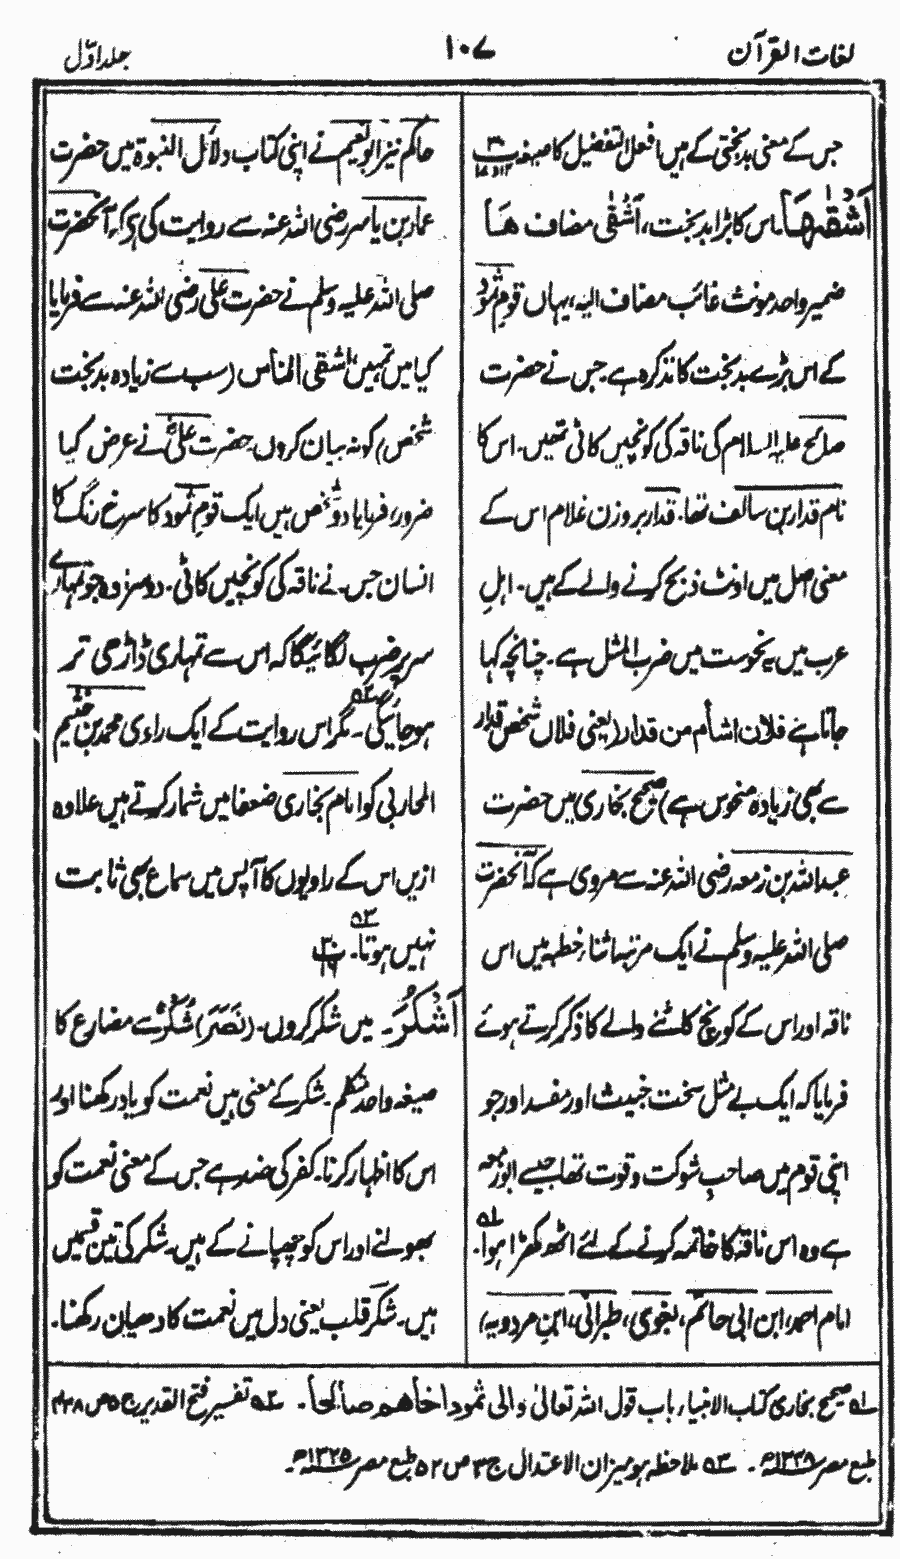 لغات القرآن
۱۰۷
جلد اول
جس کے معنی بدبختی کے ہیں افعل التفضیل کا صیغہ
أَشْقٰهَا۔ اس کا بڑا بدبخت، أَشْقٰى مضاف هَا
ضمیر واحد مونث غائب مضاف الیہ، یہاں قومِ ثمود
کے اس بڑے بدبخت کا تذکرہ ہے۔ جس نے حضرت
صالح علیہ السلام کی ناقہ کی کونچیں کاٹی تھیں۔ اس کا
نام قدار بن سالف تھا۔ قدار بروزن غلام اس کے
معنی اصل میں اونٹ ذبح کرنے والے کے ہیں۔ اہلِ
عرب میں یہ نحوست میں ضرب المثل ہے۔ چنانچہ کہا
جاتا ہے فلان اشأم من قدار (یعنی فلاں شخص قدار
سے بھی زیادہ منحوس ہے) صحیح بخاری میں حضرت
عبداللہ بن زمعہ رضی اللہ عنہ سے مروی ہے کہ آنحضرت
صلی اللہ علیہ وسلم نے ایک مرتبہ اثنارِ خطبہ میں اس
ناقہ اور اس کے کونچ کاٹنے والے کا ذکر کرتے ہوئے
فرمایا کہ ایک بے مثل سخت خبیث اور مفسد اور جو
اپنی قوم میں صاحبِ شوکت و قوت تھا جیسے ابو زمعہ
ہے وہ اس ناقہ کا خاتمہ کرنے کے لئے اٹھ کھڑا ہوا۔
امام احمد، ابن ابی حاتم، بغوی، طبرانی، ابن مردویہ،
حاکم نیز ابو نعیم نے اپنی کتاب دلائل النبوۃ میں حضرت
عمار بن یاسر رضی اللہ عنہ سے روایت کی ہے کہ آنحضرت
صلی اللہ علیہ وسلم نے حضرت علی رضی اللہ عنہ سے فرمایا
کیا میں تمہیں اشقی الناس (سب سے زیادہ بدبخت
شخص) کو نہ بیان کروں۔ حضرت علیؓ نے عرض کیا
ضرور، فرمایا دو شخص ہیں ایک قومِ ثمود کا سرخ رنگ کا
انسان جس نے ناقہ کی کونچیں کاٹی۔ دوسرے وہ جو تمہارے
سر پر ضرب لگائیگا کہ اس سے تمہاری ڈاڑھی تر
ہو جائیگی۔ مگر اس روایت کے ایک راوی محمد بن خثیم
المحاربی کو امام بخاری ضعفا میں شمار کرتے ہیں علاوہ
ازیں اس کے راویوں کا آپس میں سماع بھی ثابت
نہیں ہوتا۔
أَشْكُرَ۔ میں شکر کروں۔ (نَصَرَ) شُكْرٌ سے مضارع کا
صیغہ واحد متکلم۔ شکر کے معنی ہیں نعمت کو یاد رکھنا اور
اس کا اظہار کرنا۔ کفر کی ضد ہے جس کے معنی نعمت کو
بھولنے اور اس کو چھپانے کے ہیں۔ شکر کی تین قسمیں
ہیں۔ شکر قلب یعنی دل میں نعمت کا دھیان رکھنا۔
لہ صحیح بخاری کتاب الانبیاء باب قول اللہ تعالیٰ والی ثمود اخاهم صالحا۔ تفسیر فتح القدیر ج ۵ ص ۴۳۸
طبع مصر۔ ملاحظہ ہو میزان الاعتدال ج ۳ ص ۵۲ طبع مصر ۱۳۲۵ھ۔